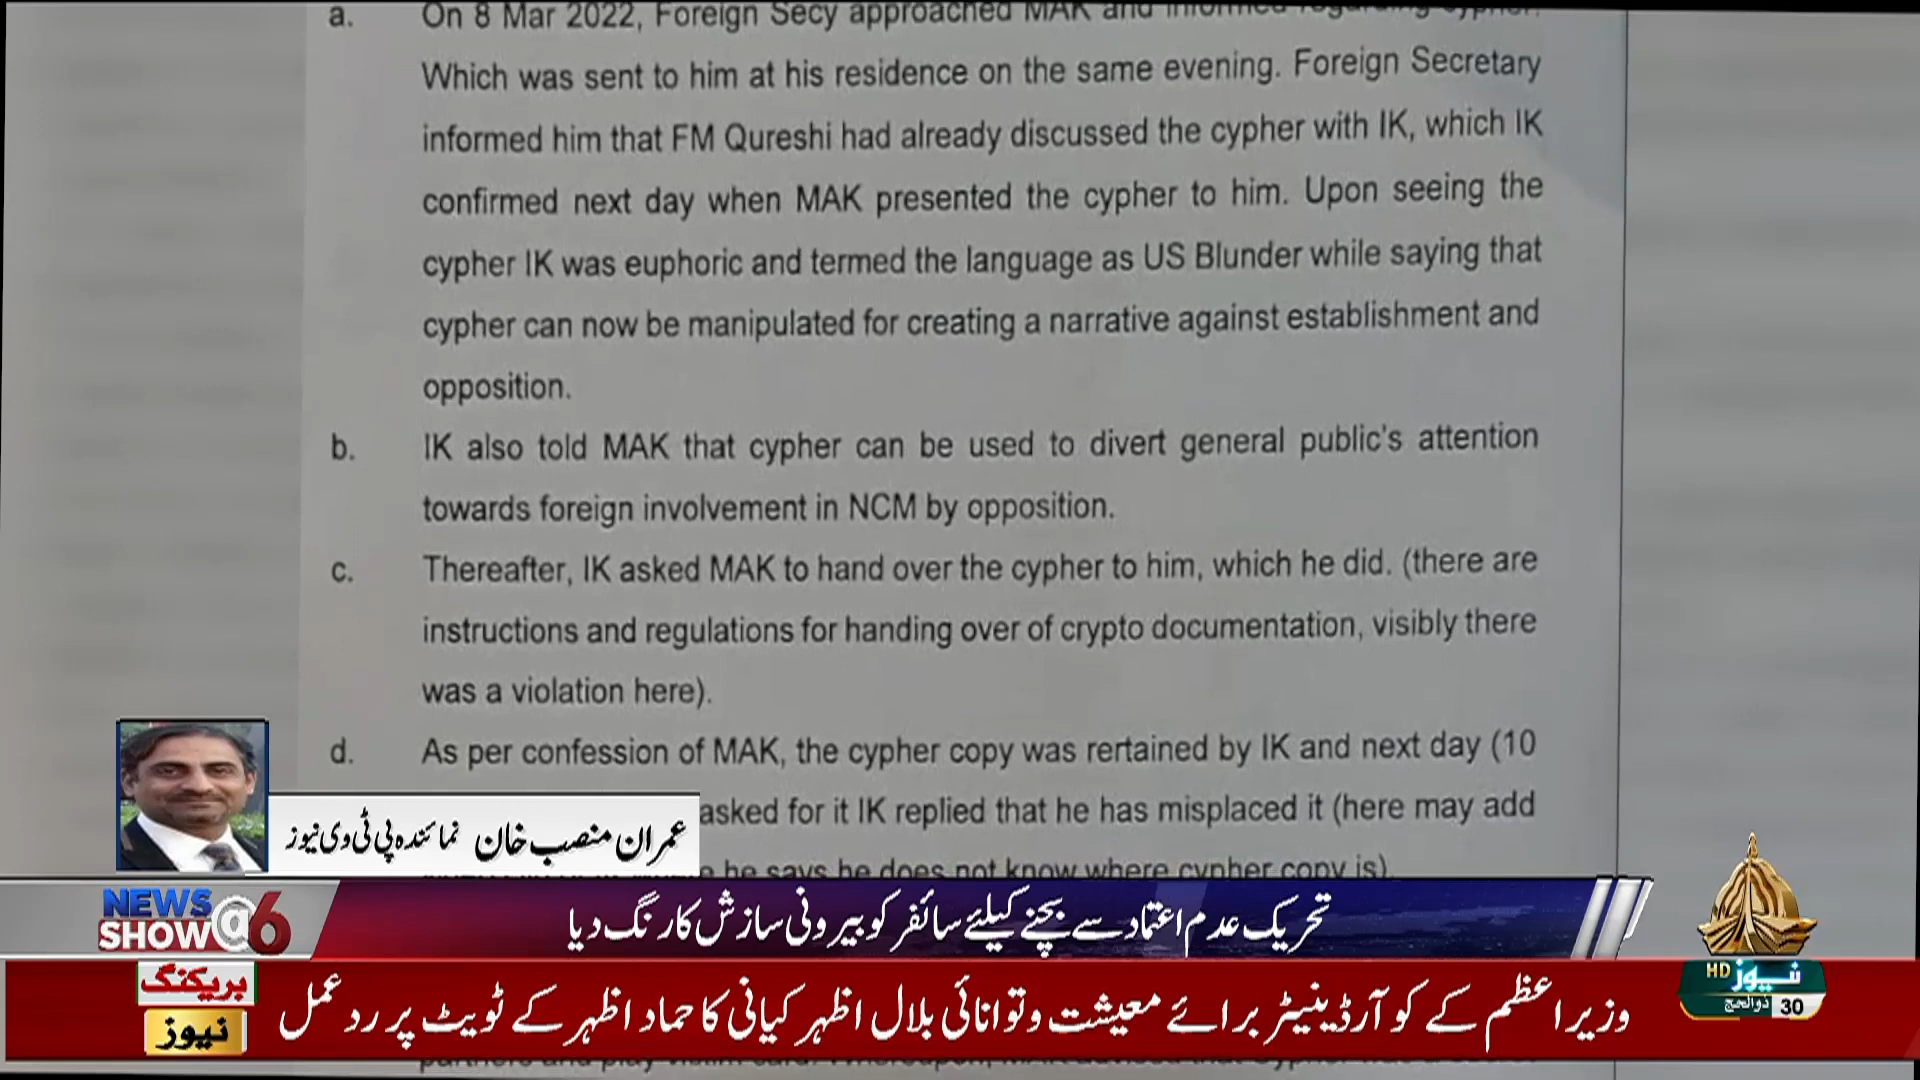 a. On 8 Mar 2022, Foreign Secy approached MAK and informed regarding cypher.
Which was sent to him at his residence on the same evening. Foreign Secretary
informed him that FM Qureshi had already discussed the cypher with IK, which IK
confirmed next day when MAK presented the cypher to him. Upon seeing the
cypher IK was euphoric and termed the language as US Blunder while saying that
cypher can now be manipulated for creating a narrative against establishment and
opposition.
b. IK also told MAK that cypher can be used to divert general public's attention
towards foreign involvement in NCM by opposition.
c. Thereafter, IK asked MAK to hand over the cypher to him, which he did. (there are
instructions and regulations for handing over of crypto documentation, visibly there
was a violation here).
d. As per confession of MAK, the cypher copy was rertained by IK and next day (10
asked for it IK replied that he has misplaced it (here may add
he says he does not know where cypher copy is).
عمران منصب خان نمائندہ پی ٹی وی نیوز
NEWS SHOW @6
تحریک عدم اعتماد سے بچنے کیلئے سائفر کو بیرونی سازش کا رنگ دیا
بریکنگ نیوز
وزیراعظم کے کوآرڈینیٹر برائے معیشت و توانائی بلال اظہر کیانی کا حماد اظہر کے ٹویٹ پر ردعمل
نیوز HD
30 ذوالحج